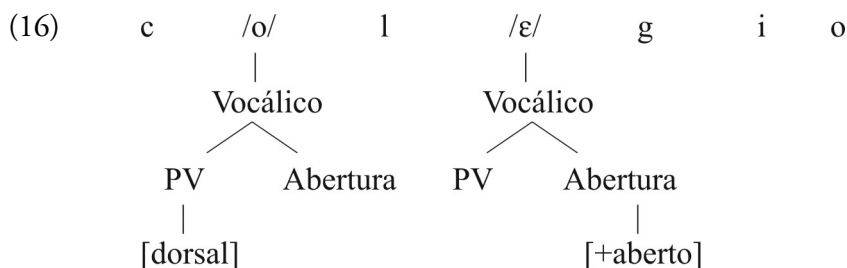 (16) c /o/ l /ɛ/ g i o
Vocálico Vocálico
PV Abertura PV Abertura
[dorsal] [+aberto]